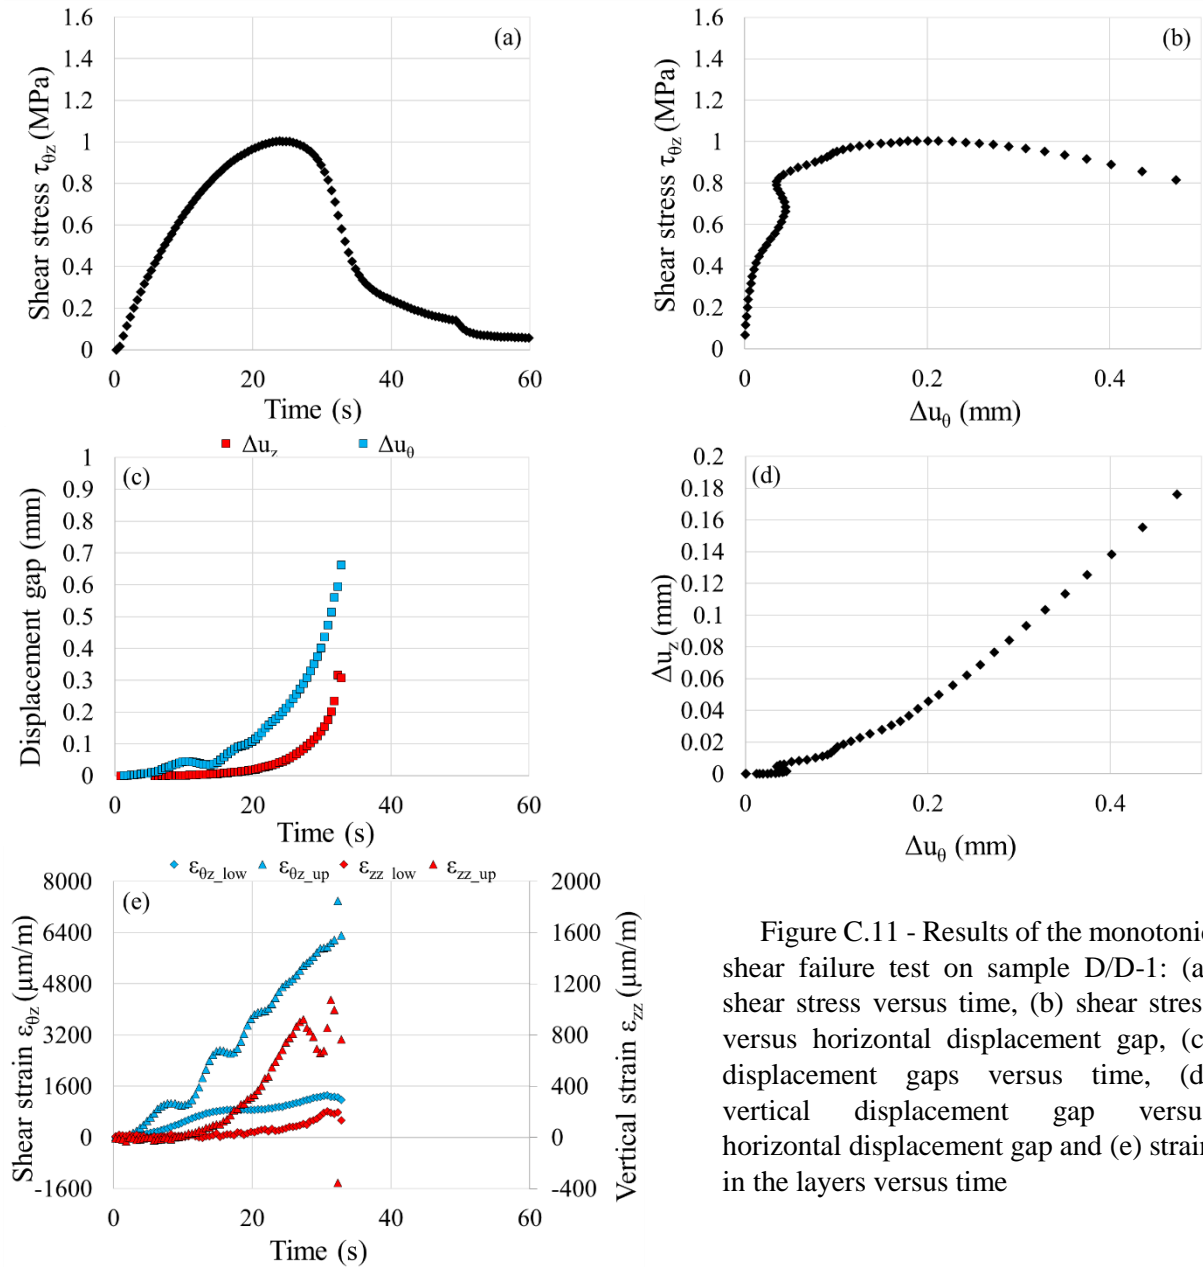 (a)
Shear stress τθz (MPa)
1.6
1.4
1.2
1
0.8
0.6
0.4
0.2
0
0 20 40 60
Time (s)
(b)
Shear stress τθz (MPa)
1.6
1.4
1.2
1
0.8
0.6
0.4
0.2
0
0 0.2 0.4
Δuθ (mm)
Δuz Δuθ
(c)
Displacement gap (mm)
1
0.9
0.8
0.7
0.6
0.5
0.4
0.3
0.2
0.1
0
0 20 40 60
Time (s)
(d)
Δuz (mm)
0.2
0.18
0.16
0.14
0.12
0.1
0.08
0.06
0.04
0.02
0
0 0.2 0.4
Δuθ (mm)
εθz_low εθz_up εzz_low εzz_up
(e)
Shear strain εθz (μm/m)
8000
6400
4800
3200
1600
0
-1600
2000
1600
1200
800
400
0
-400
Vertical strain εzz (μm/m)
0 20 40 60
Time (s)
Figure C.11 - Results of the monotonic
shear failure test on sample D/D-1: (a)
shear stress versus time, (b) shear stress
versus horizontal displacement gap, (c)
displacement gaps versus time, (d)
vertical displacement gap versus
horizontal displacement gap and (e) strain
in the layers versus time